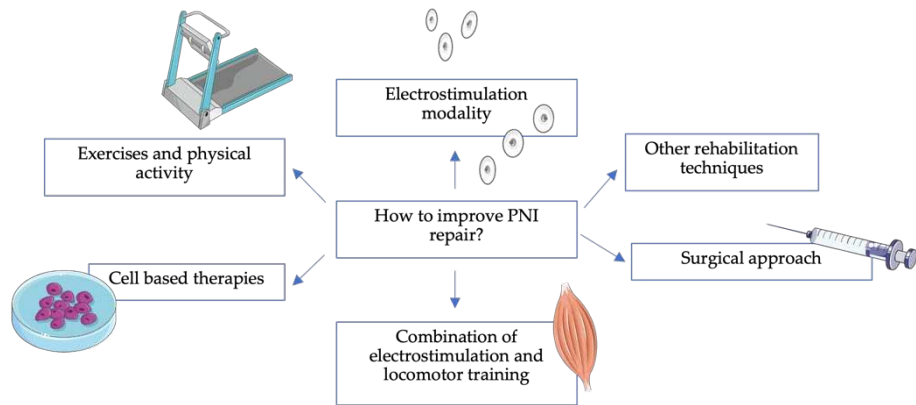 Electrostimulation
modality
Exercises and physical
activity
Other rehabilitation
techniques
How to improve PNI
repair?
Cell based therapies
Surgical approach
Combination of
electrostimulation and
locomotor training